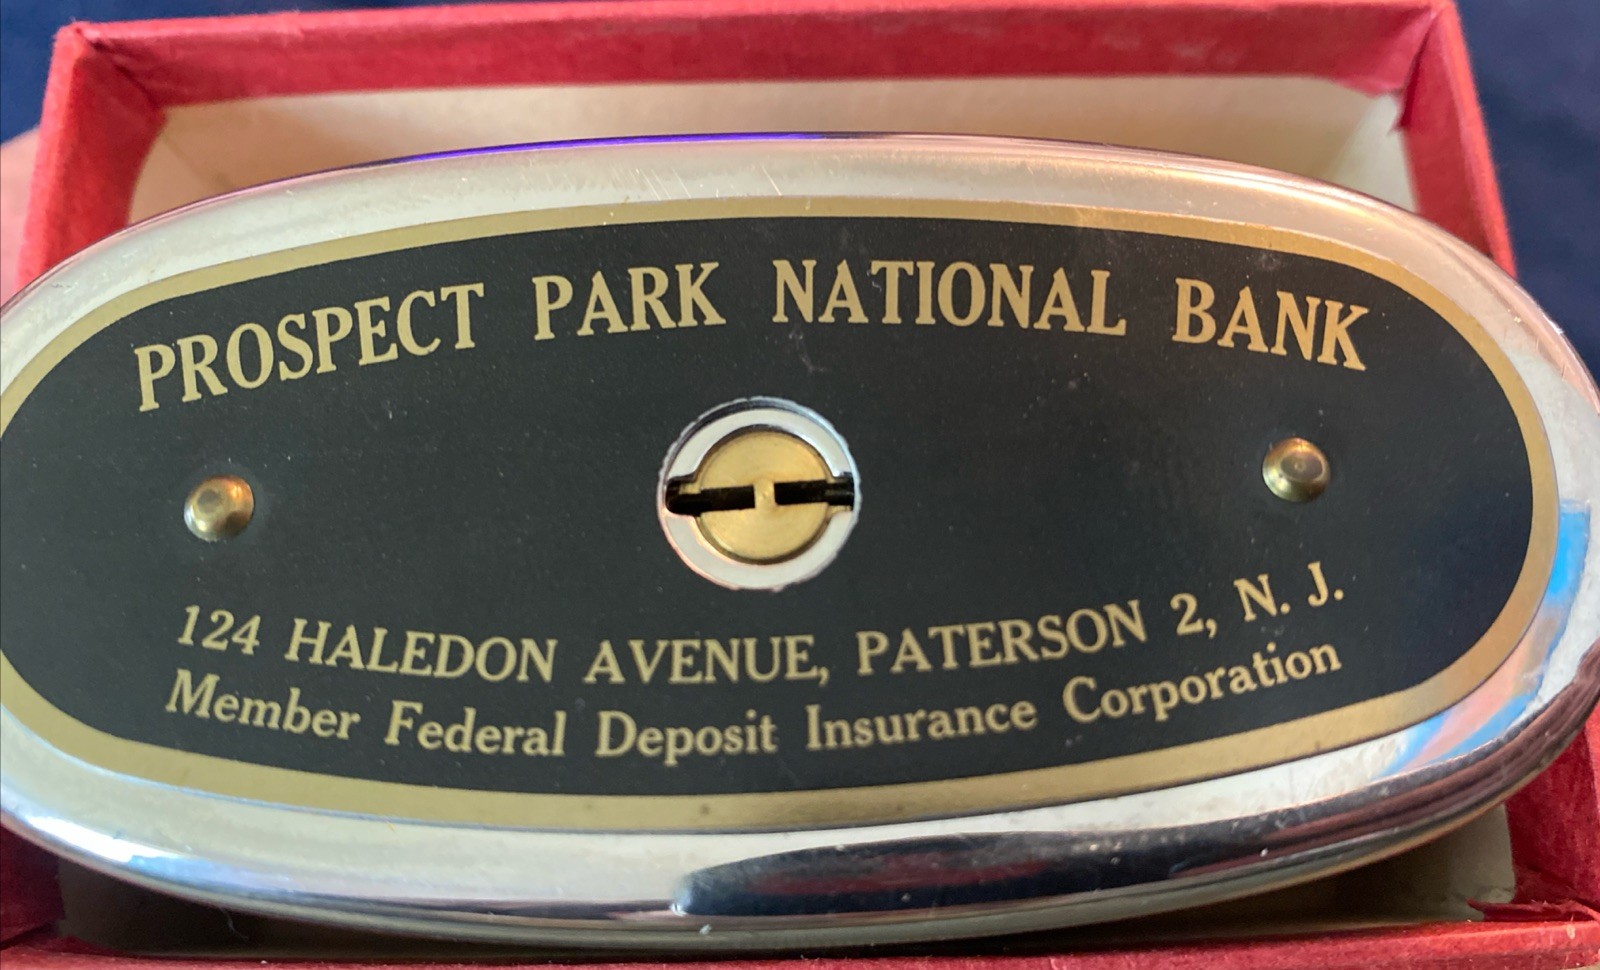 PROSPECT PARK NATIONAL BANK
124 HALEDON AVENUE, PATERSON 2, N. J.
Member Federal Deposit Insurance Corporation